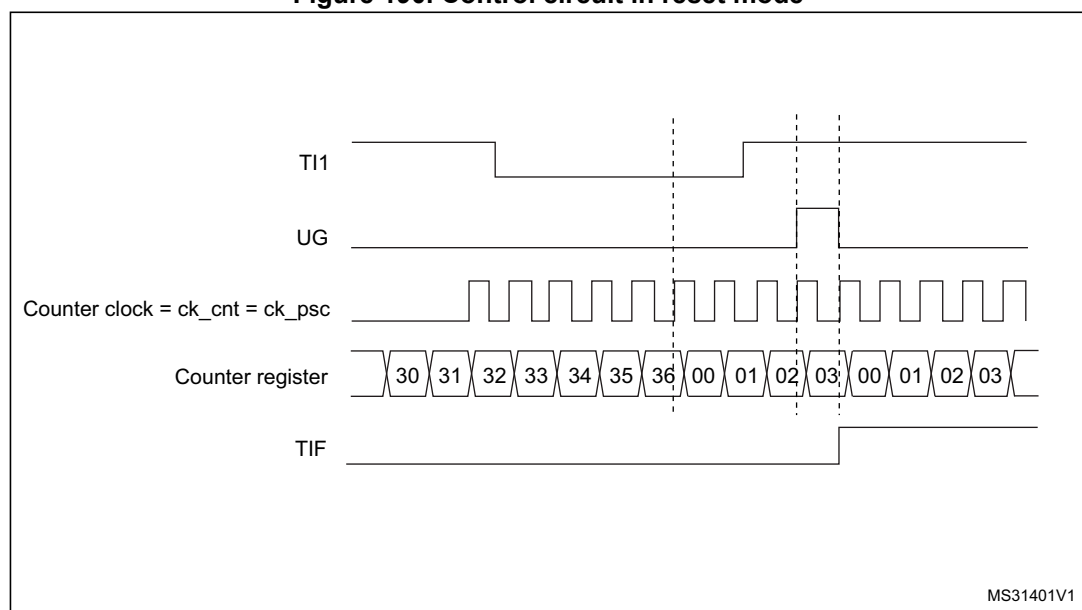 Figure Control circuit in reset mode
TI1
UG
Counter clock = ck_cnt = ck_psc
Counter register 30 31 32 33 34 35 36 00 01 02 03 00 01 02 03
TIF
MS31401V1